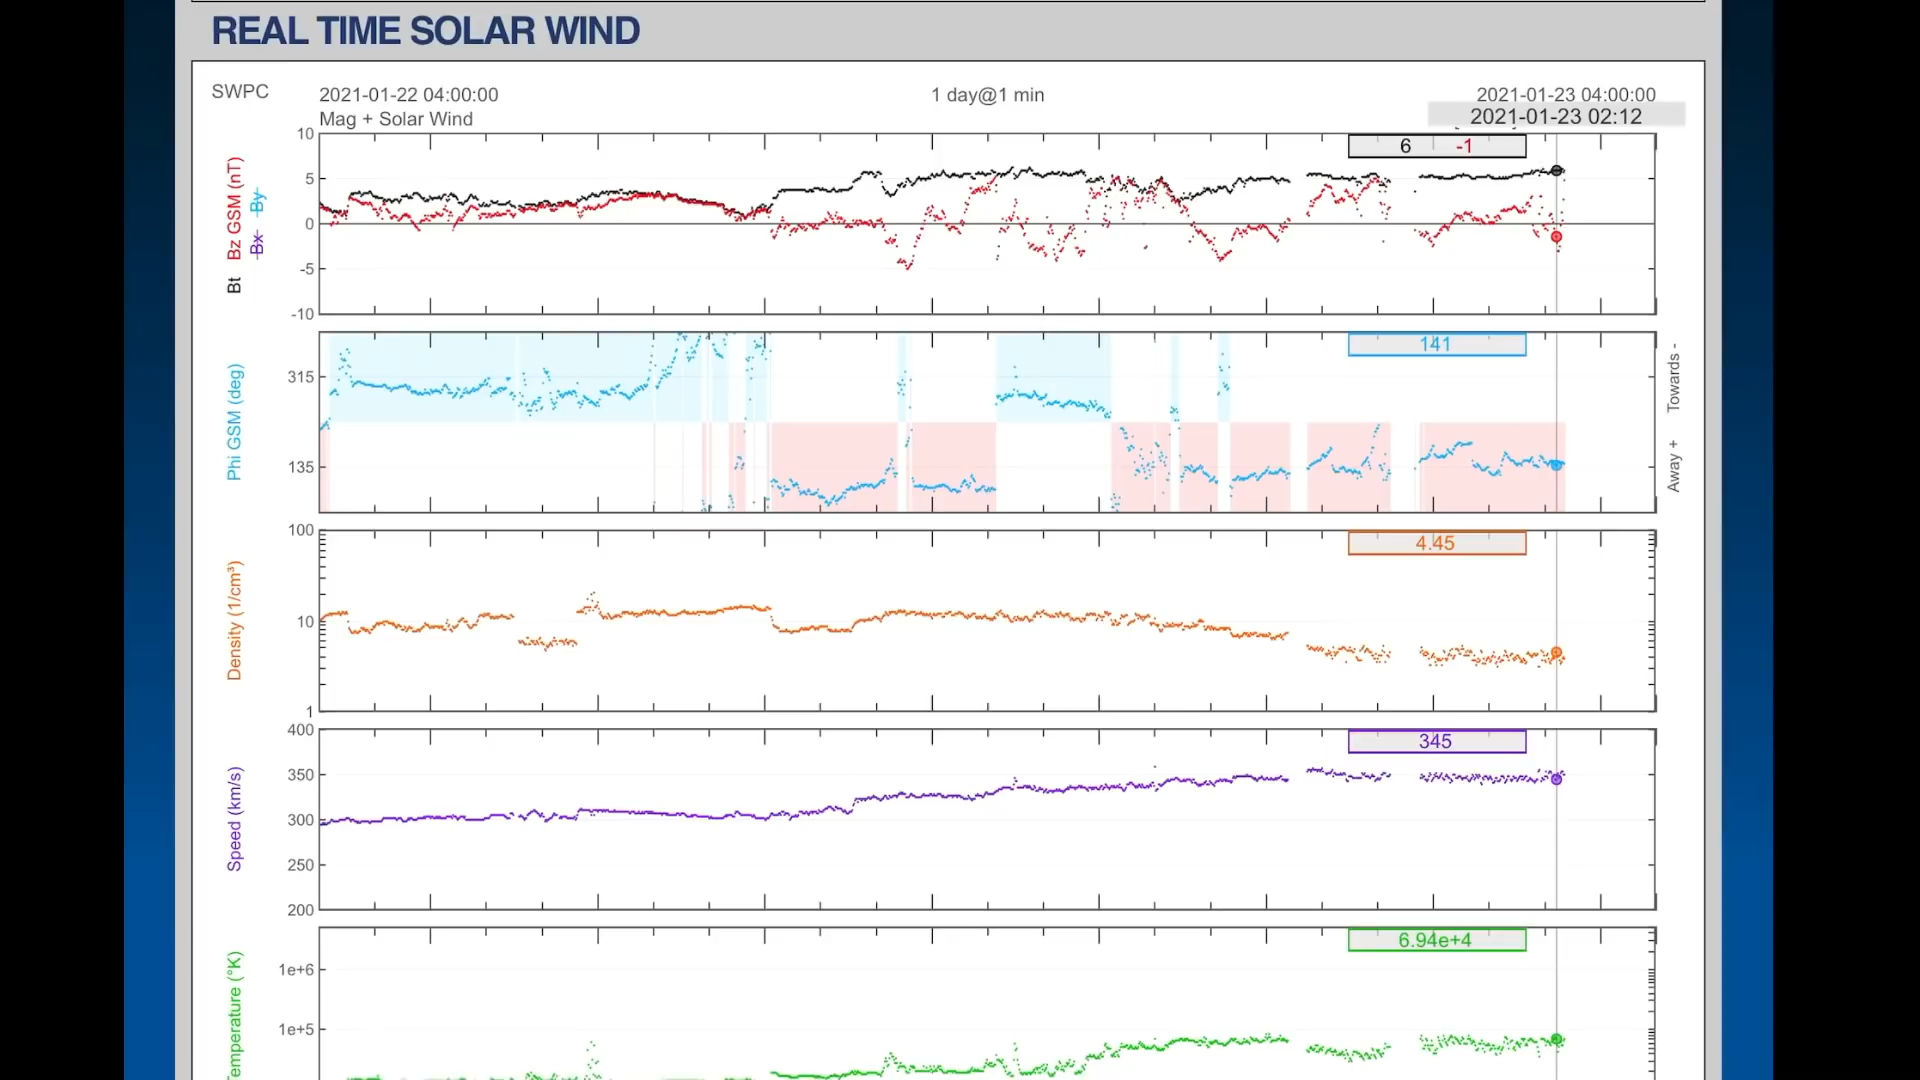 REAL TIME SOLAR WIND
SWPC
2021-01-22 04:00:00
1 day@1 min
2021-01-23 04:00:00
Mag + Solar Wind
2021-01-23 02:12
6 -1
Bt Bz GSM (nT)
Bx By
10
5
0
-5
-10
141
Phi GSM (deg)
315
135
Towards -
Away +
4.45
Density (1/cm³)
100
10
1
345
Speed (km/s)
400
350
300
250
200
6.94e+4
Temperature (°K)
1e+6
1e+5